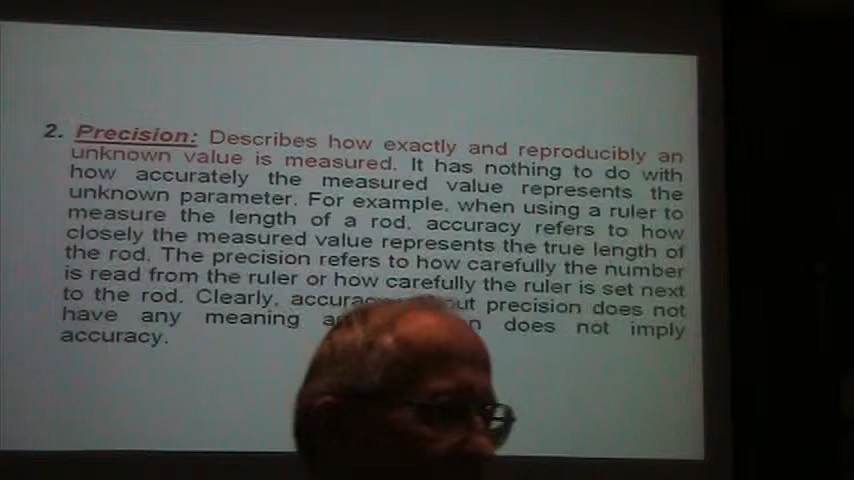 2. Precision: Describes how exactly and reproducibly an
unknown value is measured. It has nothing to do with
how accurately the measured value represents the
unknown parameter. For example, when using a ruler to
measure the length of a rod, accuracy refers to how
closely the measured value represents the true length of
the rod. The precision refers to how carefully the number
is read from the ruler or how carefully the ruler is set next
to the rod. Clearly, precision does not
have any meaning does not imply
accuracy.